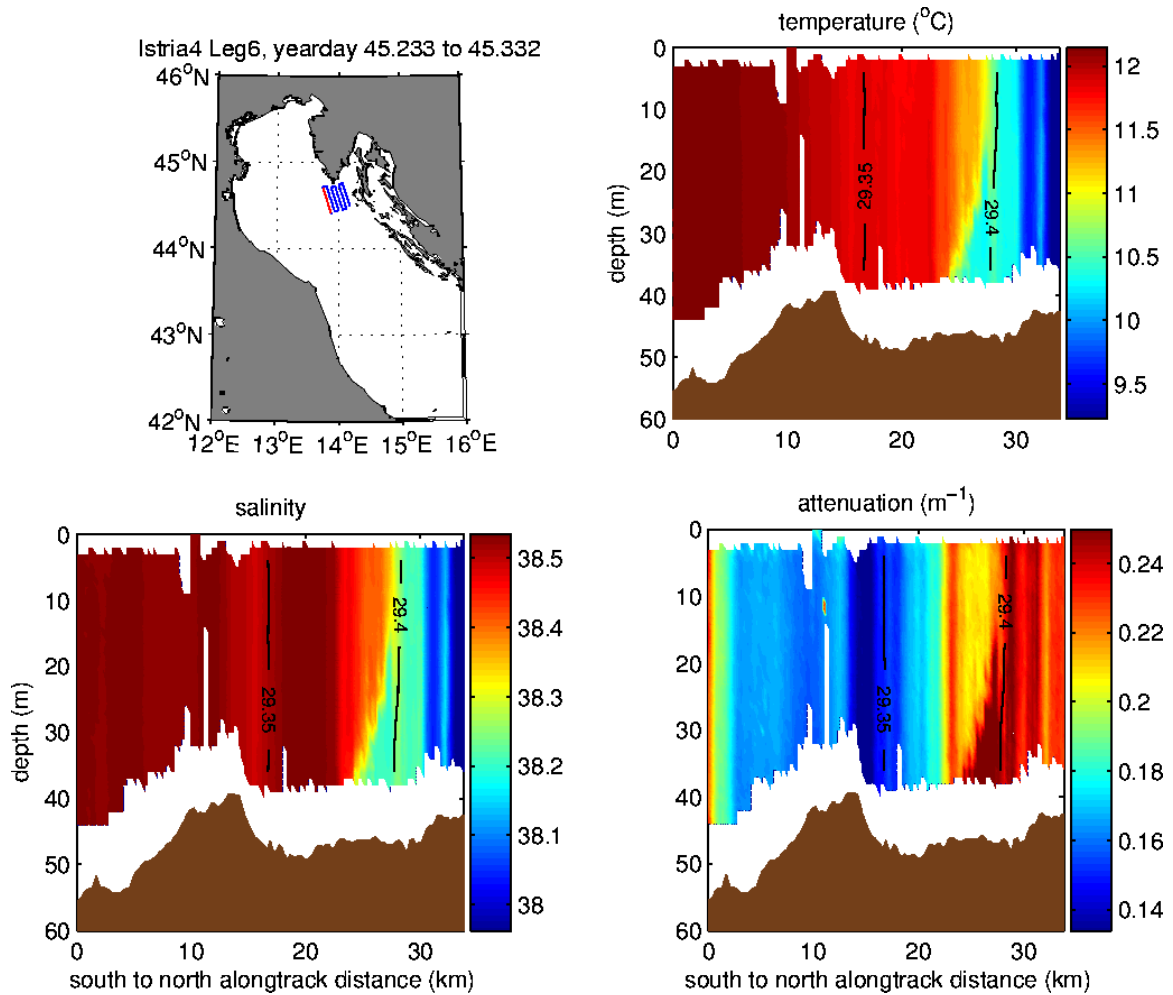 Istria4 Leg6, yearday 45.233 to 45.332
46°N
45°N
44°N
43°N
42°N
12°E 13°E 14°E 15°E 16°E
temperature (°C)
0
10
20
30
40
50
60
depth (m)
0 10 20 30
29.35
29.4
12
11.5
11
10.5
10
9.5
salinity
0
10
20
30
40
50
60
depth (m)
0 10 20 30
south to north alongtrack distance (km)
29.35
29.4
38.5
38.4
38.3
38.2
38.1
38
attenuation (m⁻¹)
0
10
20
30
40
50
60
0 10 20 30
south to north alongtrack distance (km)
29.35
29.4
0.24
0.22
0.2
0.18
0.16
0.14